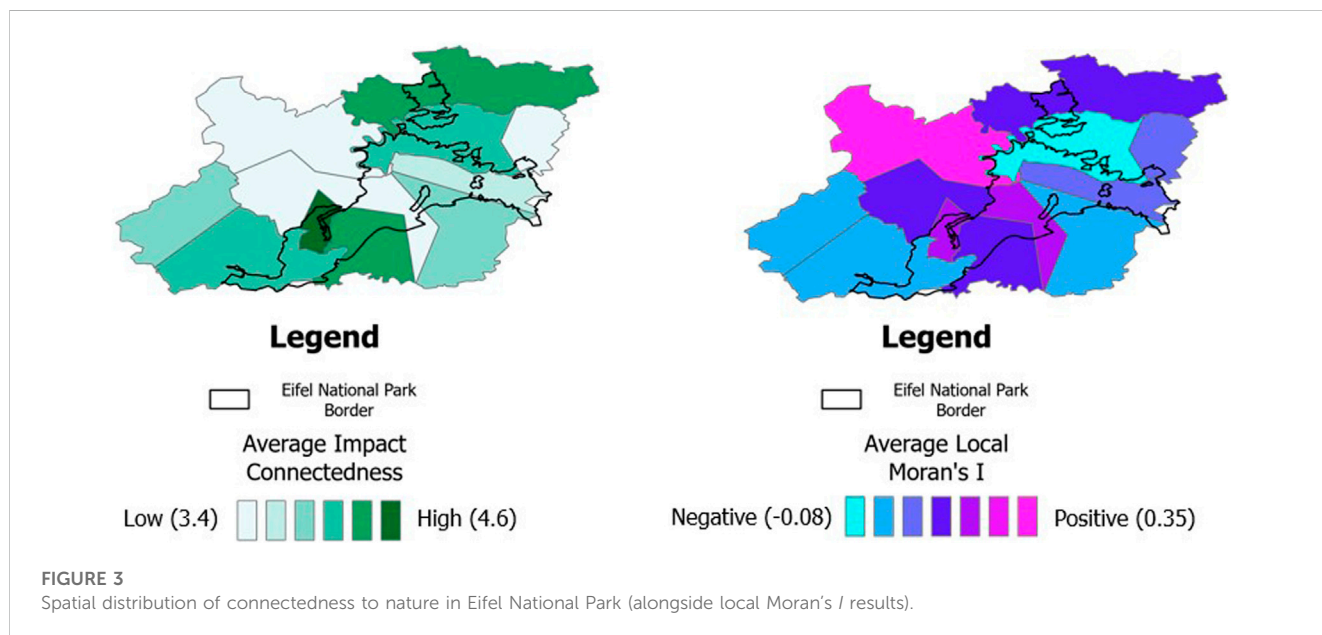 Legend
Eifel National Park
Border
Average Impact
Connectedness
Low (3.4)
High (4.6)
Legend
Eifel National Park
Border
Average Local
Moran's I
Negative (-0.08)
Positive (0.35)
FIGURE 3
Spatial distribution of connectedness to nature in Eifel National Park (alongside local Moran's I results).